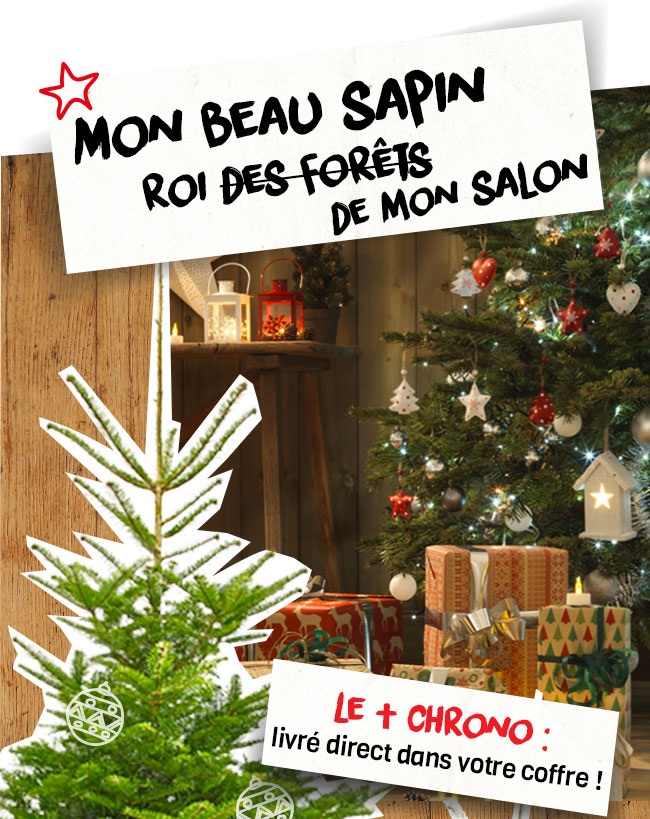 MON BEAU SAPIN
ROI DES FORÊTS
DE MON SALON
LE + CHRONO :
livré direct dans votre coffre !